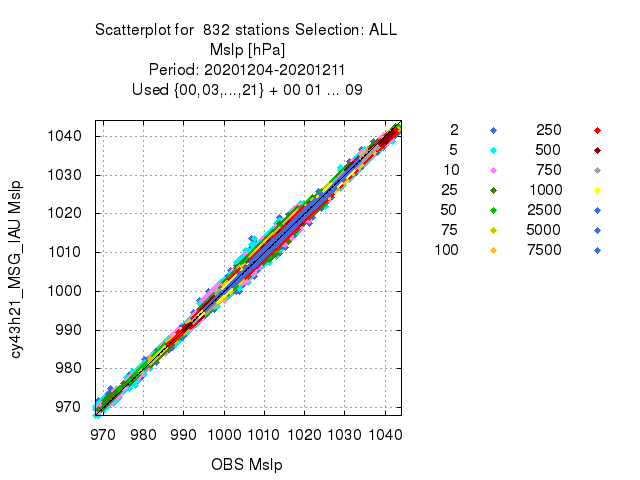 Scatterplot for 832 stations Selection: ALL
Mslp [hPa]
Period: 20201204-20201211
Used {00,03,...,21} + 00 01 ... 09
cy43h21_MSG_IAU Mslp
1040
1030
1020
1010
1000
990
980
970
970 980 990 1000 1010 1020 1030 1040
OBS Mslp
2 250
5 500
10 750
25 1000
50 2500
75 5000
100 7500